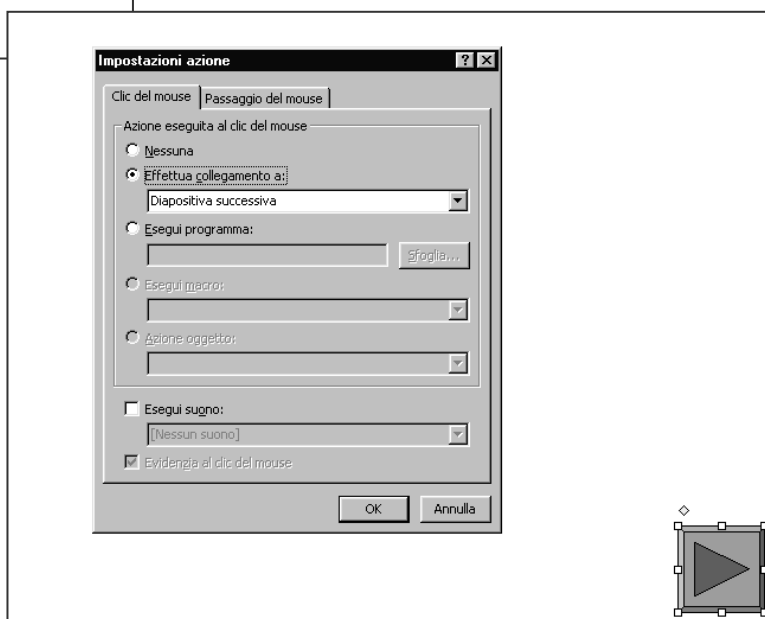 Impostazioni azione
Clic del mouse Passaggio del mouse
Azione eseguita al clic del mouse
Nessuna
Effettua collegamento a:
Diapositiva successiva
Esegui programma:
Sfoglia...
Esegui macro:
Azione oggetto:
Esegui suono:
[Nessun suono]
Evidenzia al clic del mouse
OK Annulla